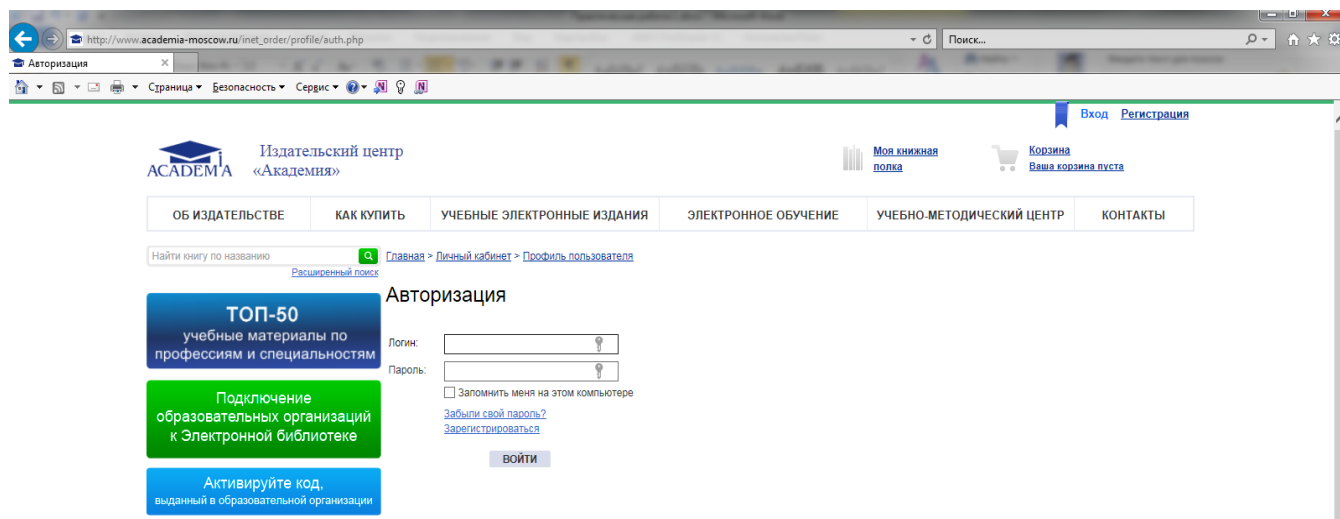 http://www.academia-moscow.ru/inet_order/profile/auth.php
Поиск...
Авторизация
Страница Безопасность Сервис
Вход Регистрация
ACADEM'A
Издательский центр
«Академия»
Моя книжная
полка
Корзина
Ваша корзина пуста
ОБ ИЗДАТЕЛЬСТВЕ КАК КУПИТЬ УЧЕБНЫЕ ЭЛЕКТРОННЫЕ ИЗДАНИЯ ЭЛЕКТРОННОЕ ОБУЧЕНИЕ УЧЕБНО-МЕТОДИЧЕСКИЙ ЦЕНТР КОНТАКТЫ
Найти книгу по названию
Расширенный поиск
Главная > Личный кабинет > Профиль пользователя
Авторизация
ТОП-50
учебные материалы по
профессиям и специальностям
Логин:
Пароль:
Запомнить меня на этом компьютере
Забыли свой пароль?
Зарегистрироваться
ВОЙТИ
Подключение
образовательных организаций
к Электронной библиотеке
Активируйте код,
выданный в образовательной организации